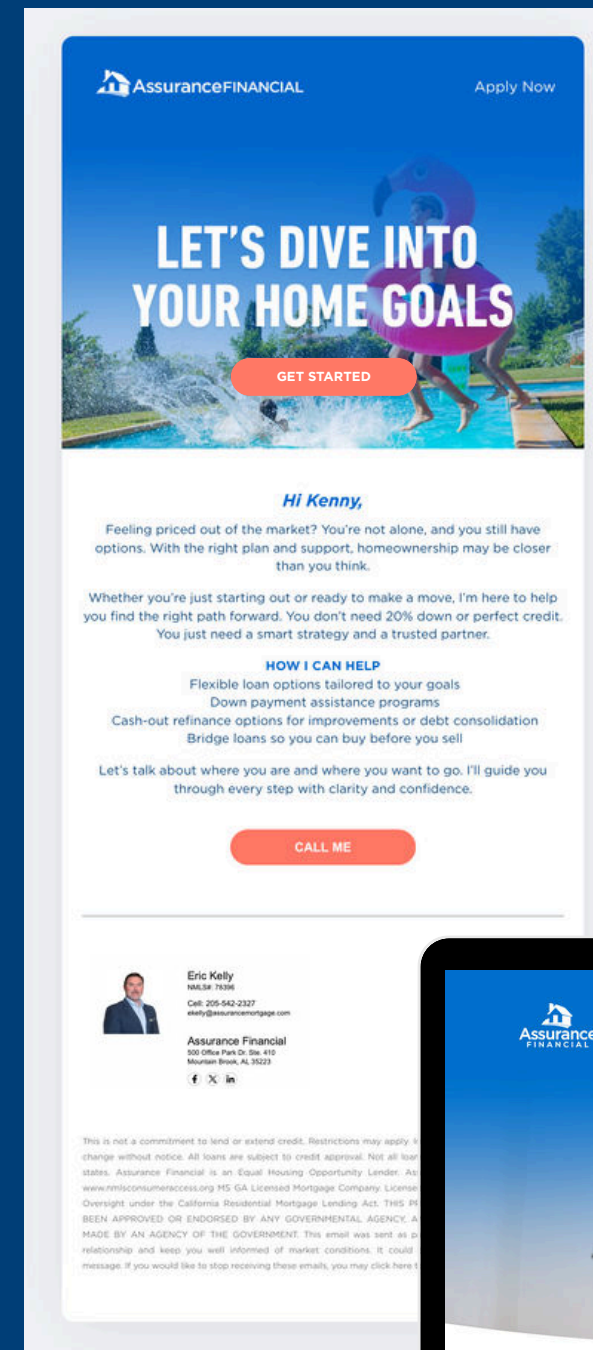 AssuranceFINANCIAL
Apply Now
LET'S DIVE INTO
YOUR HOME GOALS
GET STARTED
Hi Kenny,
Feeling priced out of the market? You're not alone, and you still have
options. With the right plan and support, homeownership may be closer
than you think.
Whether you're just starting out or ready to make a move, I'm here to help
you find the right path forward. You don't need 20% down or perfect credit.
You just need a smart strategy and a trusted partner.
HOW I CAN HELP
Flexible loan options tailored to your goals
Down payment assistance programs
Cash-out refinance options for improvements or debt consolidation
Bridge loans so you can buy before you sell
Let's talk about where you are and where you want to go. I'll guide you
through every step with clarity and confidence.
CALL ME
Eric Kelly
NMLS#: 76396
Cell: 205-542-2327
ekelly@assurancemortgage.com
Assurance Financial
500 Office Park Dr. Ste. 410
Mountain Brook, AL 35223
Assurance
FINANCIAL
This is not a commitment to lend or extend credit. Restrictions may apply.
change without notice. All loans are subject to credit approval. Not all
states. Assurance Financial is an Equal Housing Opportunity Lender.
www.nmlsconsumeraccess.org MS GA Licensed Mortgage Company.
Oversight under the California Residential Mortgage Lending Act. THIS
BEEN APPROVED OR ENDORSED BY ANY GOVERNMENTAL AGENCY,
MADE BY AN AGENCY OF THE GOVERNMENT. This email was sent as
relationship and keep you well informed of market conditions. It could
message. If you would like to stop receiving these emails, you may click here